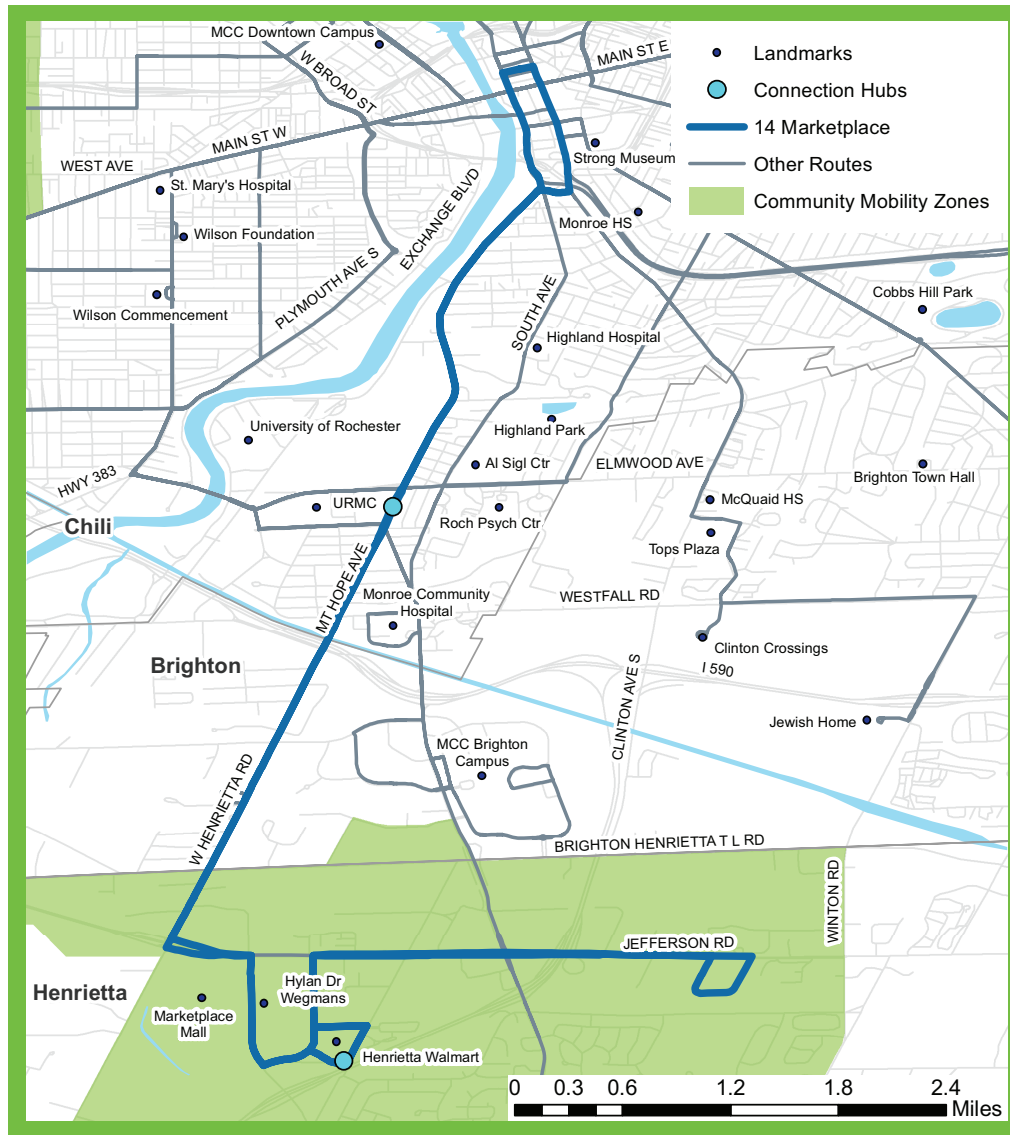 MCC Downtown Campus
W BROAD ST
MAIN ST E
Landmarks
Connection Hubs
14 Marketplace
Other Routes
Community Mobility Zones
MAIN ST W
WEST AVE
Strong Museum
St. Mary's Hospital
Monroe HS
Wilson Foundation
EXCHANGE BLVD
PLYMOUTH AVE S
Wilson Commencement
Cobbs Hill Park
SOUTH AVE
Highland Hospital
University of Rochester
Highland Park
HWY 383
Al Sigl Ctr
ELMWOOD AVE
Brighton Town Hall
URMC
McQuaid HS
Roch Psych Ctr
Chili
Tops Plaza
MT HOPE AVE
Monroe Community
Hospital
WESTFALL RD
Clinton Crossings
Brighton
I 590
CLINTON AVE S
Jewish Home
MCC Brighton
Campus
W HENRIETTA RD
BRIGHTON HENRIETTA T L RD
WINTON RD
JEFFERSON RD
Henrietta
Hylan Dr
Wegmans
Marketplace
Mall
Henrietta Walmart
0 0.3 0.6 1.2 1.8 2.4
Miles